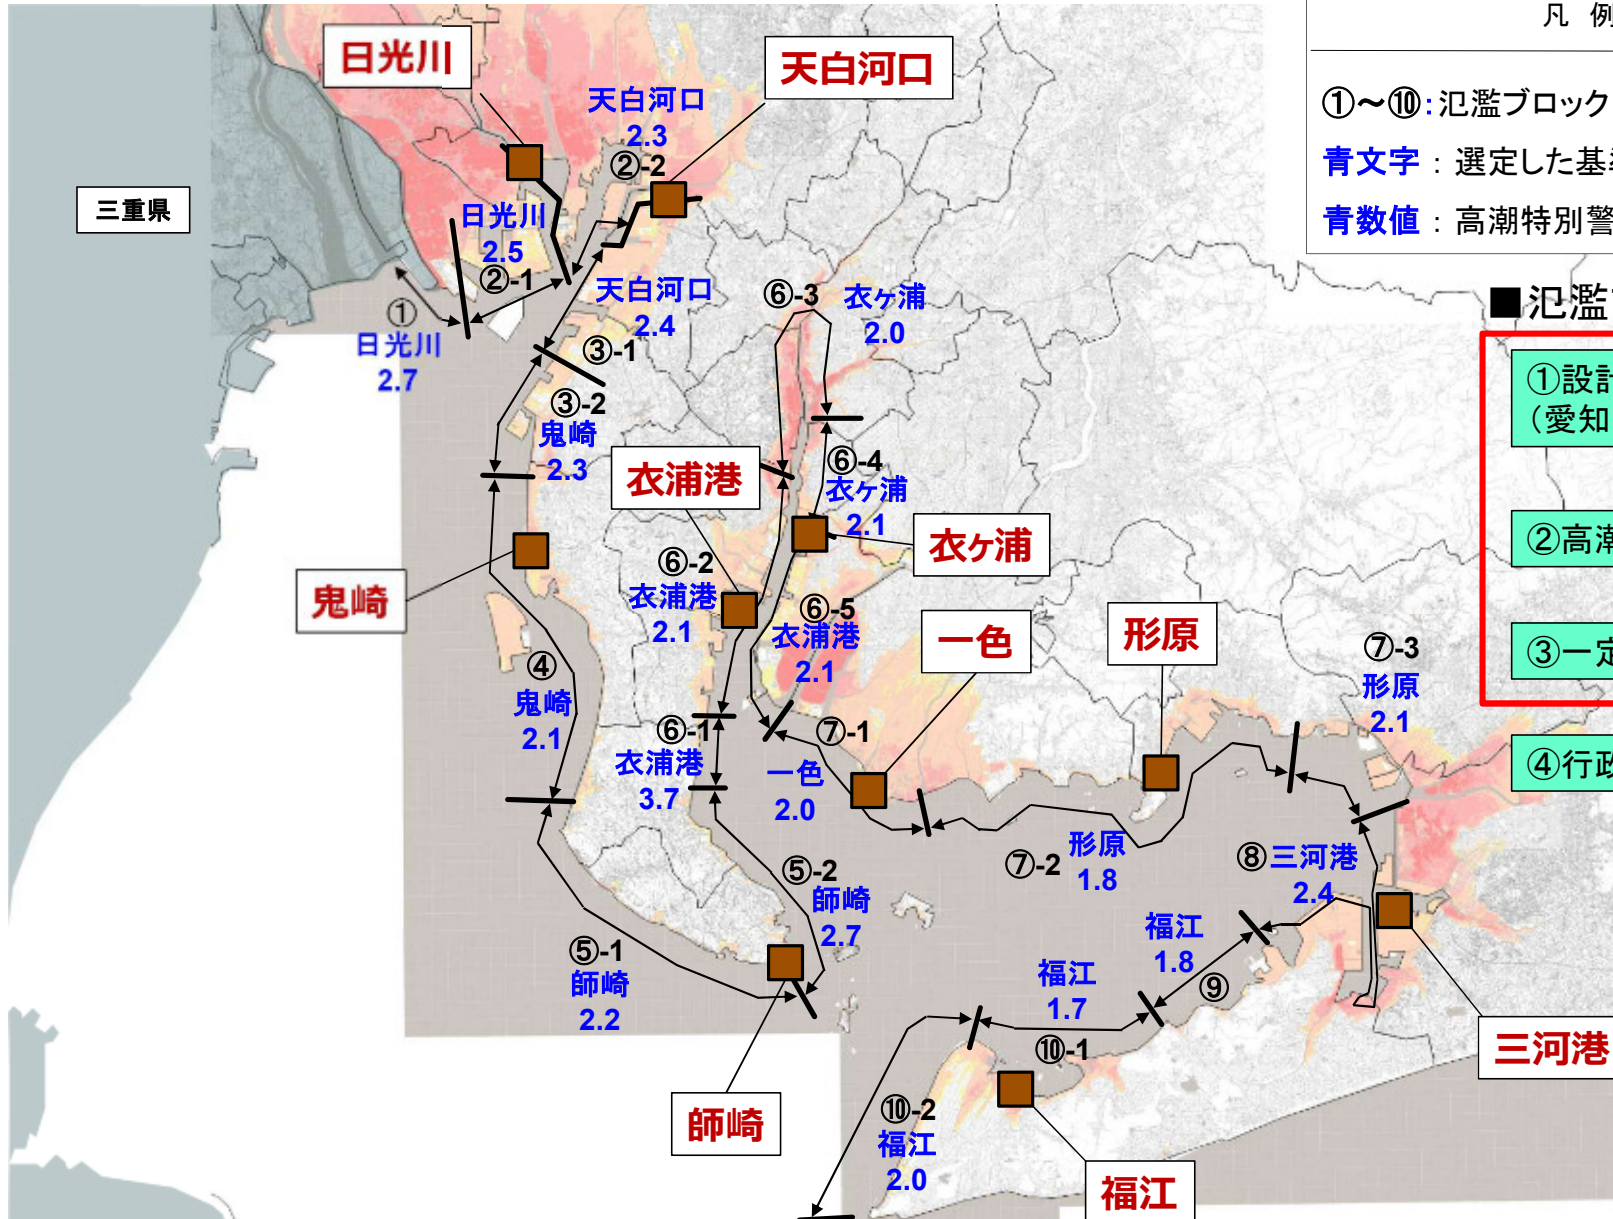 凡 例
①～⑩:氾濫ブロック
青文字 : 選定した基
青数値 : 高潮特別警
日光川
天白河口
三重県
天白河口
2.3
②-2
日光川
2.5
②-1
①
日光川
2.7
天白河口
2.4
③-1
③-2
鬼崎
2.3
⑥-3
衣ケ浦
2.0
■氾濫
①設計
(愛知
②高潮
③一定
④行政
衣浦港
⑥-4
衣ケ浦
2.1
衣ケ浦
鬼崎
⑥-2
衣浦港
2.1
⑥-5
衣浦港
2.1
一色
形原
⑦-3
形原
2.1
④
鬼崎
2.1
⑥-1
衣浦港
3.7
⑦-1
一色
2.0
⑦-2
形原
1.8
⑧三河港
2.4
⑤-2
師崎
2.7
⑤-1
師崎
2.2
福江
1.8
⑨
福江
1.7
⑩-1
三河港
師崎
⑩-2
福江
2.0
福江